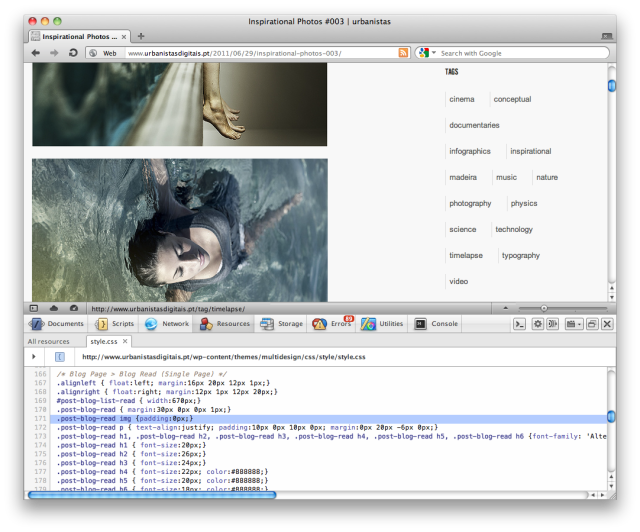 Inspirational Photos #003 | urbanistas
Inspirational Photos ... × +
Web www.urbanistasdigitais.pt/2011/06/29/inspirational-photos-003/ Search with Google
TAGS
cinema conceptual
documentaries
infographics inspirational
madeira music nature
photography physics
science technology
timelapse typography
video
http://www.urbanistasdigitais.pt/tag/timelapse/
Documents Scripts Network Resources Storage Errors Utilities Console
All resources style.css ×
http://www.urbanistasdigitais.pt/wp-content/themes/multidesign/css/style/style.css
166 /* Blog Page > Blog Read (Single Page) */
167 .alignleft { float:left; margin:16px 20px 12px 1px;}
168 .alignright { float:right; margin:12px 1px 12px 20px;}
169 #post-blog-list-read { width:670px;}
170 .post-blog-read { margin:30px 0px 0px 1px;}
171 .post-blog-read img {padding:0px;}
172 .post-blog-read p { text-align:justify; padding:10px 0px 10px 0px; margin:0px 20px -6px 0px;}
173 .post-blog-read h1, .post-blog-read h2, .post-blog-read h3, .post-blog-read h4, .post-blog-read h5, .post-blog-read h6 {font-family: 'Alte
174 .post-blog-read h1 { font-size:20px;}
175 .post-blog-read h2 { font-size:26px;}
176 .post-blog-read h3 { font-size:24px;}
177 .post-blog-read h4 { font-size:22px; color:#888888;}
178 .post-blog-read h5 { font-size:20px; color:#888888;}
179 .post-blog-read h6 { font-size:18px; color:#888888;}